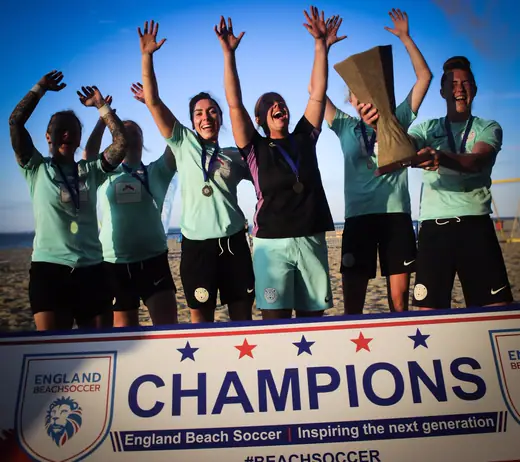 ENGLAND
BEACHSOCCER
CHAMPIONS
England Beach Soccer | Inspiring the next generation
#BEACHSOCCER